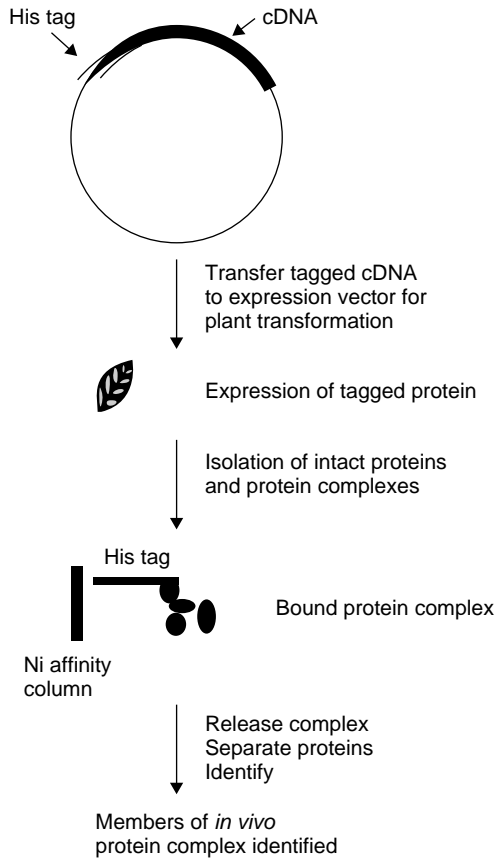 His tag
cDNA
Transfer tagged cDNA
to expression vector for
plant transformation
Expression of tagged protein
Isolation of intact proteins
and protein complexes
His tag
Bound protein complex
Ni affinity
column
Release complex
Separate proteins
Identify
Members of in vivo
protein complex identified